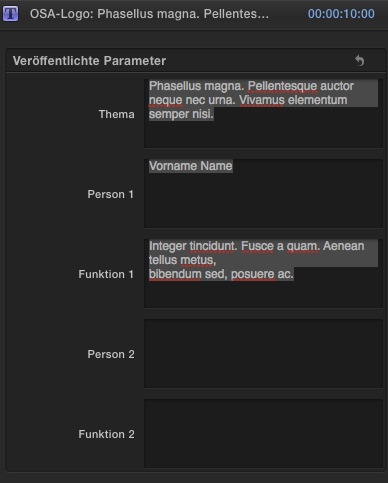 T
OSA-Logo: Phasellus magna. Pellentes...
00:00:10:00
Veröffentlichte Parameter
Thema
Phasellus magna. Pellentesque auctor
neque nec urna. Vivamus elementum
semper nisi.
Person 1
Vorname Name
Funktion 1
Integer tincidunt. Fusce a quam. Aenean
tellus metus,
bibendum sed, posuere ac.
Person 2
Funktion 2